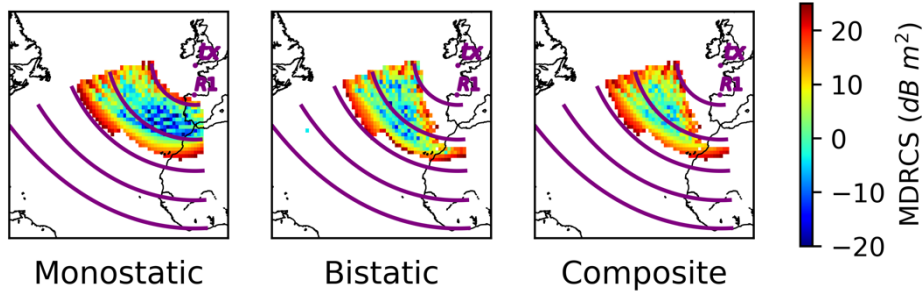 tx
R1
tx
R1
tx
R1
20
10
0
−10
−20
MDRCS (dB m²)
Monostatic Bistatic Composite